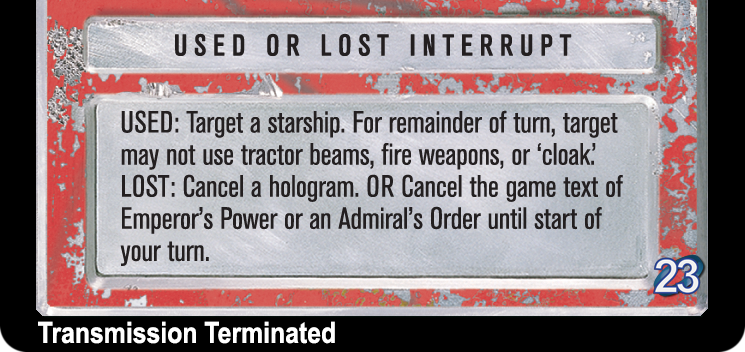 USED OR LOST INTERRUPT
USED: Target a starship. For remainder of turn, target
may not use tractor beams, fire weapons, or ‘cloak.’
LOST: Cancel a hologram. OR Cancel the game text of
Emperor’s Power or an Admiral’s Order until start of
your turn.
23
Transmission Terminated